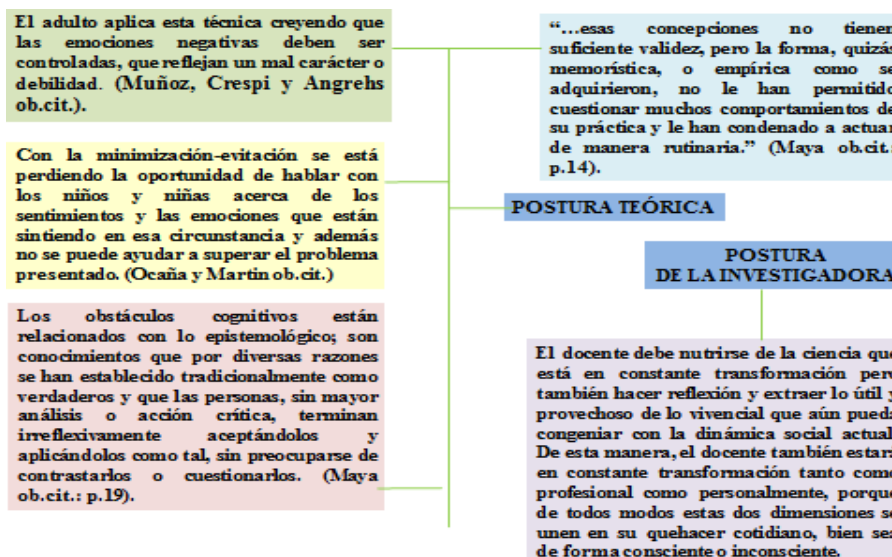 El adulto aplica esta técnica creyendo que
las emociones negativas deben ser
controladas, que reflejan un mal carácter o
debilidad. (Muñoz, Crespi y Angrehs
ob.cit.).
Con la minimización-evitación se está
perdiendo la oportunidad de hablar con
los niños y niñas acerca de los
sentimientos y las emociones que están
sintiendo en esa circunstancia y además
no se puede ayudar a superar el problema
presentado. (Ocaña y Martin ob.cit.)
Los obstáculos cognitivos están
relacionados con lo epistemológico; son
conocimientos que por diversas razones
se han establecido tradicionalmente como
verdaderos y que las personas, sin mayor
análisis o acción crítica, terminan
irreflexivamente aceptándolos y
aplicándolos como tal, sin preocuparse de
contrastarlos o cuestionarlos. (Maya
ob.cit.: p.19).
“…esas concepciones no tienen
suficiente validez, pero la forma, quizás
memorística, o empírica como se
adquirieron, no le han permitido
cuestionar muchos comportamientos de
su práctica y le han condenado a actuar
de manera rutinaria.” (Maya ob.cit.:
p.14).
POSTURA TEÓRICA
POSTURA
DE LA INVESTIGADORA
El docente debe nutrirse de la ciencia que
está en constante transformación pero
también hacer reflexión y extraer lo útil y
provechoso de lo vivencial que aún pueda
congeniar con la dinámica social actual.
De esta manera, el docente también estará
en constante transformación tanto como
profesional como personalmente, porque
de todos modos estas dos dimensiones se
unen en su quehacer cotidiano, bien sea
de forma consciente o inconsciente.